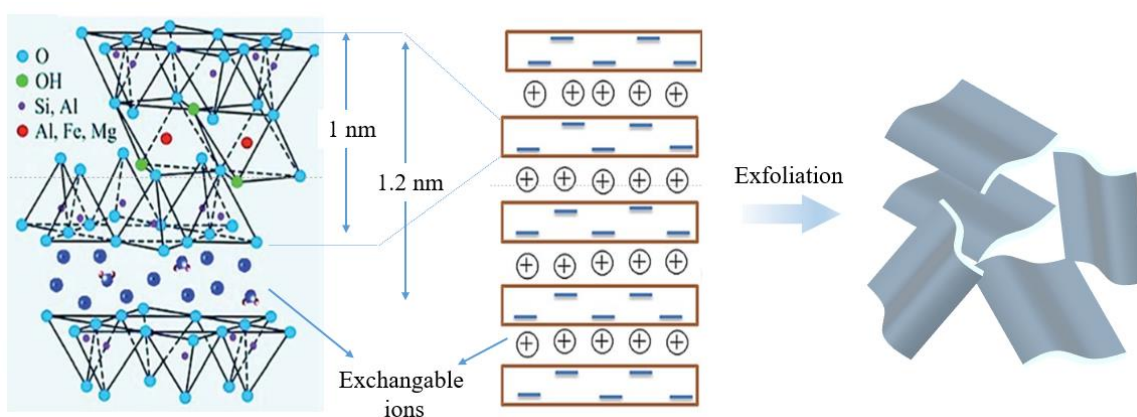 O
OH
Si, Al
Al, Fe, Mg
1 nm
1.2 nm
Exchangable
ions
Exfoliation